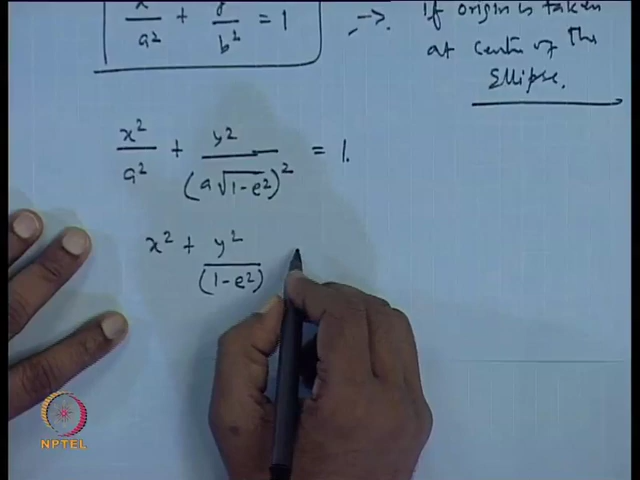 x²/a² + y²/b² = 1 → If origin is taken
at centre of the
Ellipse.
x²/a² + y²/(a√1-e²)² = 1.
x² + y²/(1-e²)
NPTEL